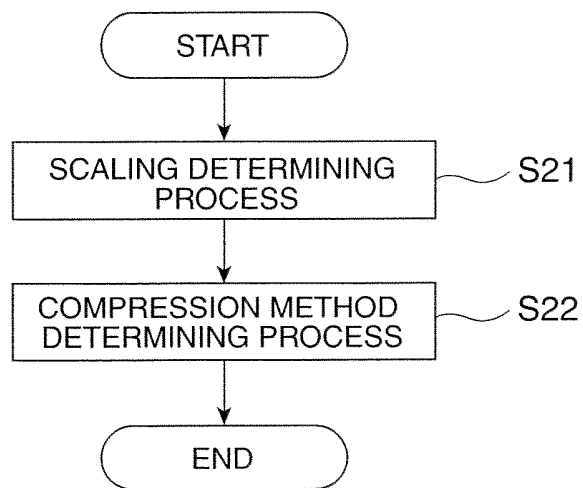 START
SCALING DETERMINING
PROCESS
S21
COMPRESSION METHOD
DETERMINING PROCESS
S22
END